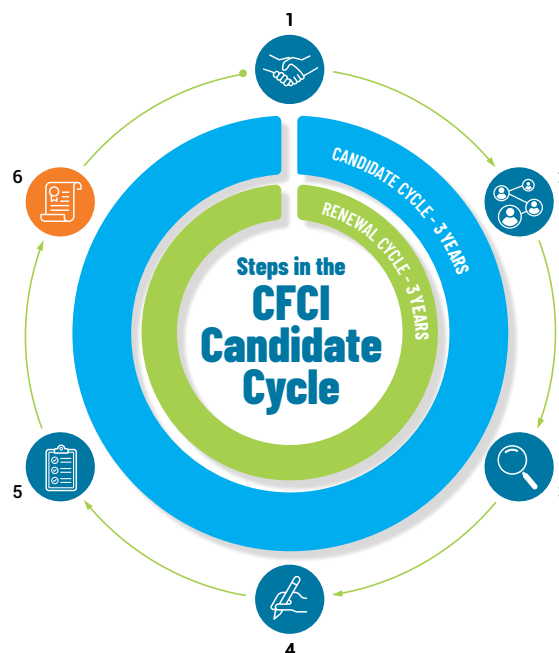 1
6
CANDIDATE CYCLE - 3 YEARS
RENEWAL CYCLE - 3 YEARS
Steps in the
CFCI
Candidate
Cycle
5
4